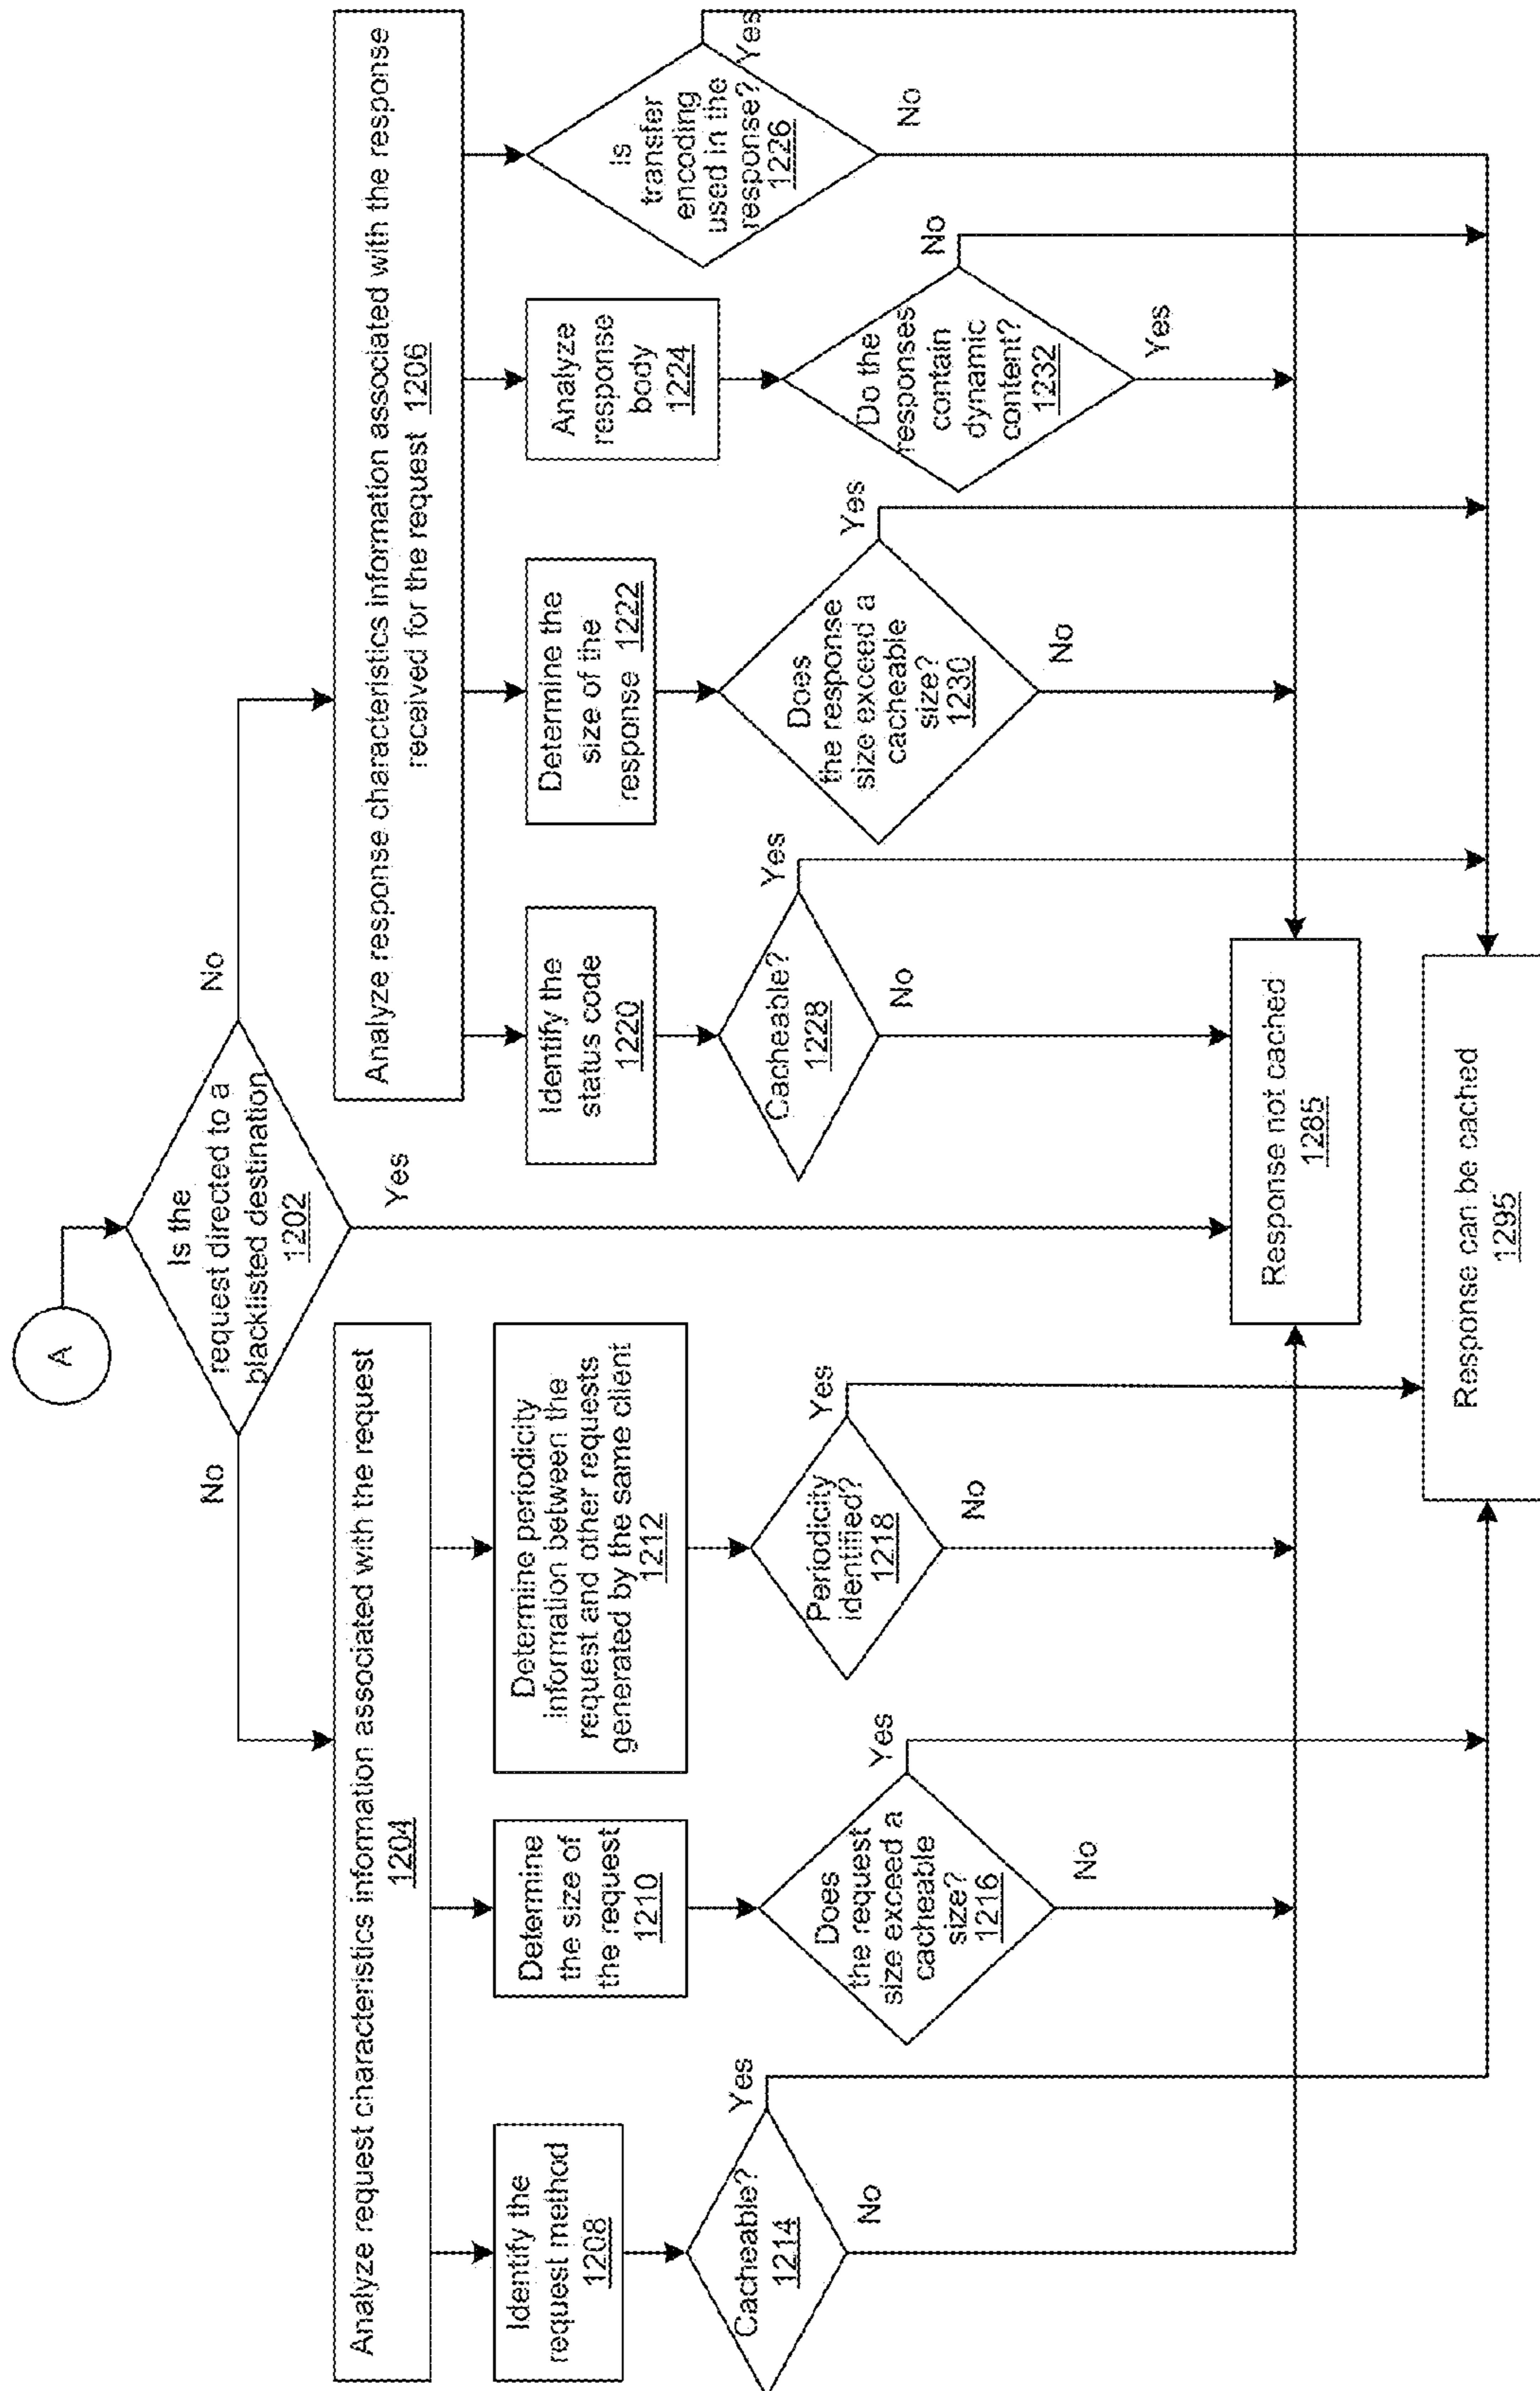 A
Is the
request directed to a
blacklisted destination
1202
No
No
Yes
Analyze request characteristics information associated with the request
1204
Analyze response characteristics information associated with the response
received for the request 1206
Identify the
request method
1208
Determine
the size of
the request
1210
Determine periodicity
information between the
request and other requests
generated by the same client
1212
Identify the
status code
1220
Determine the
size of the
response 1222
Analyze
response
body
1224
Is
transfer
encoding
used in the
response?
1226
Yes
No
Cacheable?
1214
Yes
No
Does
the request
size exceed a
cacheable
size?
1216
Yes
No
Periodicity
identified?
1218
Yes
No
Cacheable?
1228
Yes
No
Does
the response
size exceed a
cacheable
size?
1230
Yes
No
Do the
responses
contain
dynamic
content?
1232
No
Yes
Response not cached
1285
Response can be cached
1295